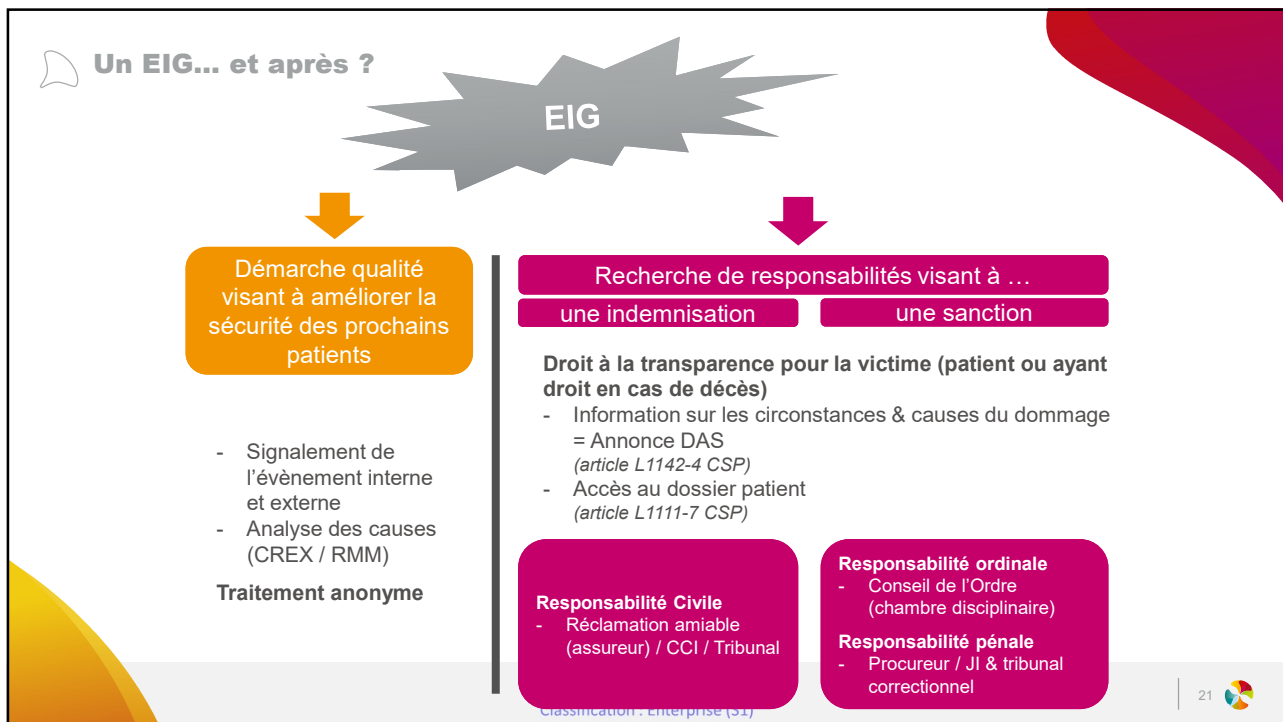 Un EIG... et après ?
EIG
Démarche qualité
visant à améliorer la
sécurité des prochains
patients
- Signalement de
l'évènement interne
et externe
- Analyse des causes
(CREX / RMM)
Traitement anonyme
Recherche de responsabilités visant à …
une indemnisation
une sanction
Droit à la transparence pour la victime (patient ou ayant
droit en cas de décès)
- Information sur les circonstances & causes du dommage
= Annonce DAS
(article L1142-4 CSP)
- Accès au dossier patient
(article L1111-7 CSP)
Responsabilité Civile
- Réclamation amiable
(assureur) / CCI / Tribunal
Responsabilité ordinale
- Conseil de l'Ordre
(chambre disciplinaire)
Responsabilité pénale
- Procureur / JI & tribunal
correctionnel
Classification : Enterprise (S1)
21